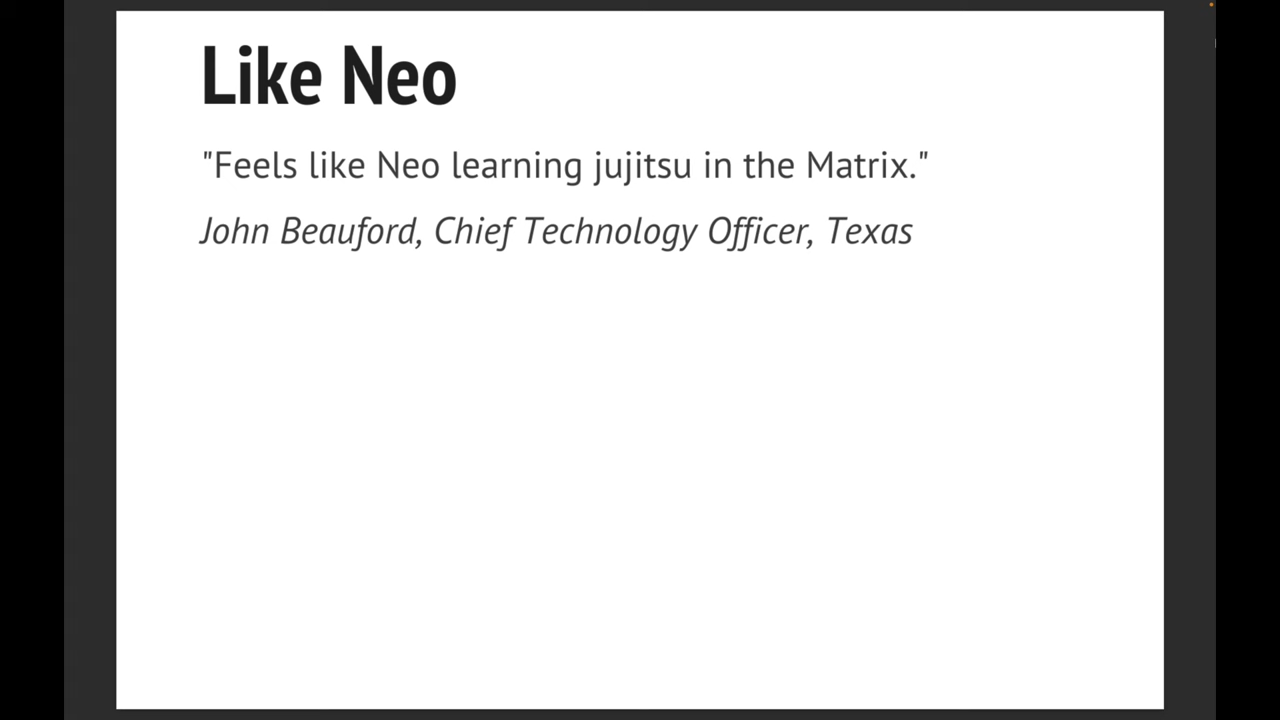 Like Neo
"Feels like Neo learning jujitsu in the Matrix."
John Beauford, Chief Technology Officer, Texas